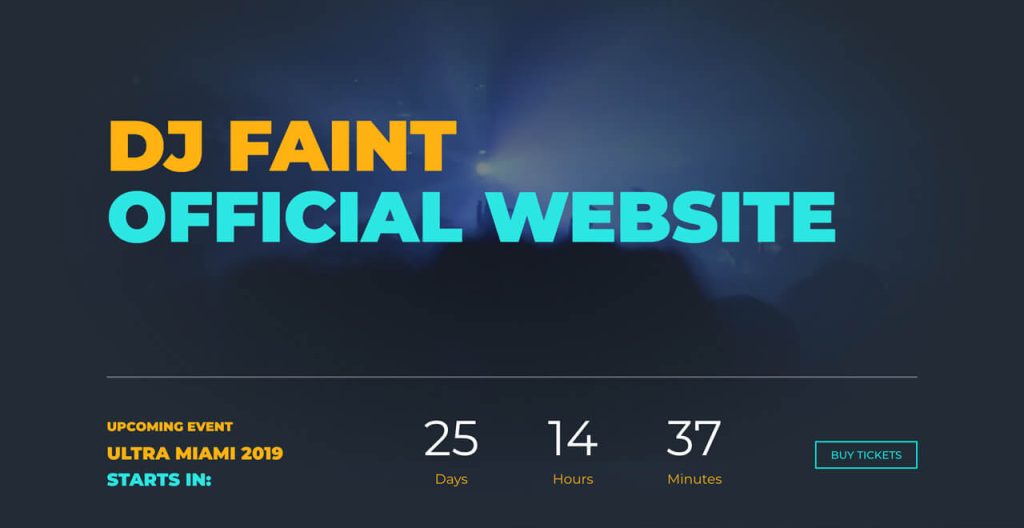 DJ FAINT
OFFICIAL WEBSITE
UPCOMING EVENT
ULTRA MIAMI 2019
STARTS IN:
25 14 37
Days Hours Minutes
BUY TICKETS